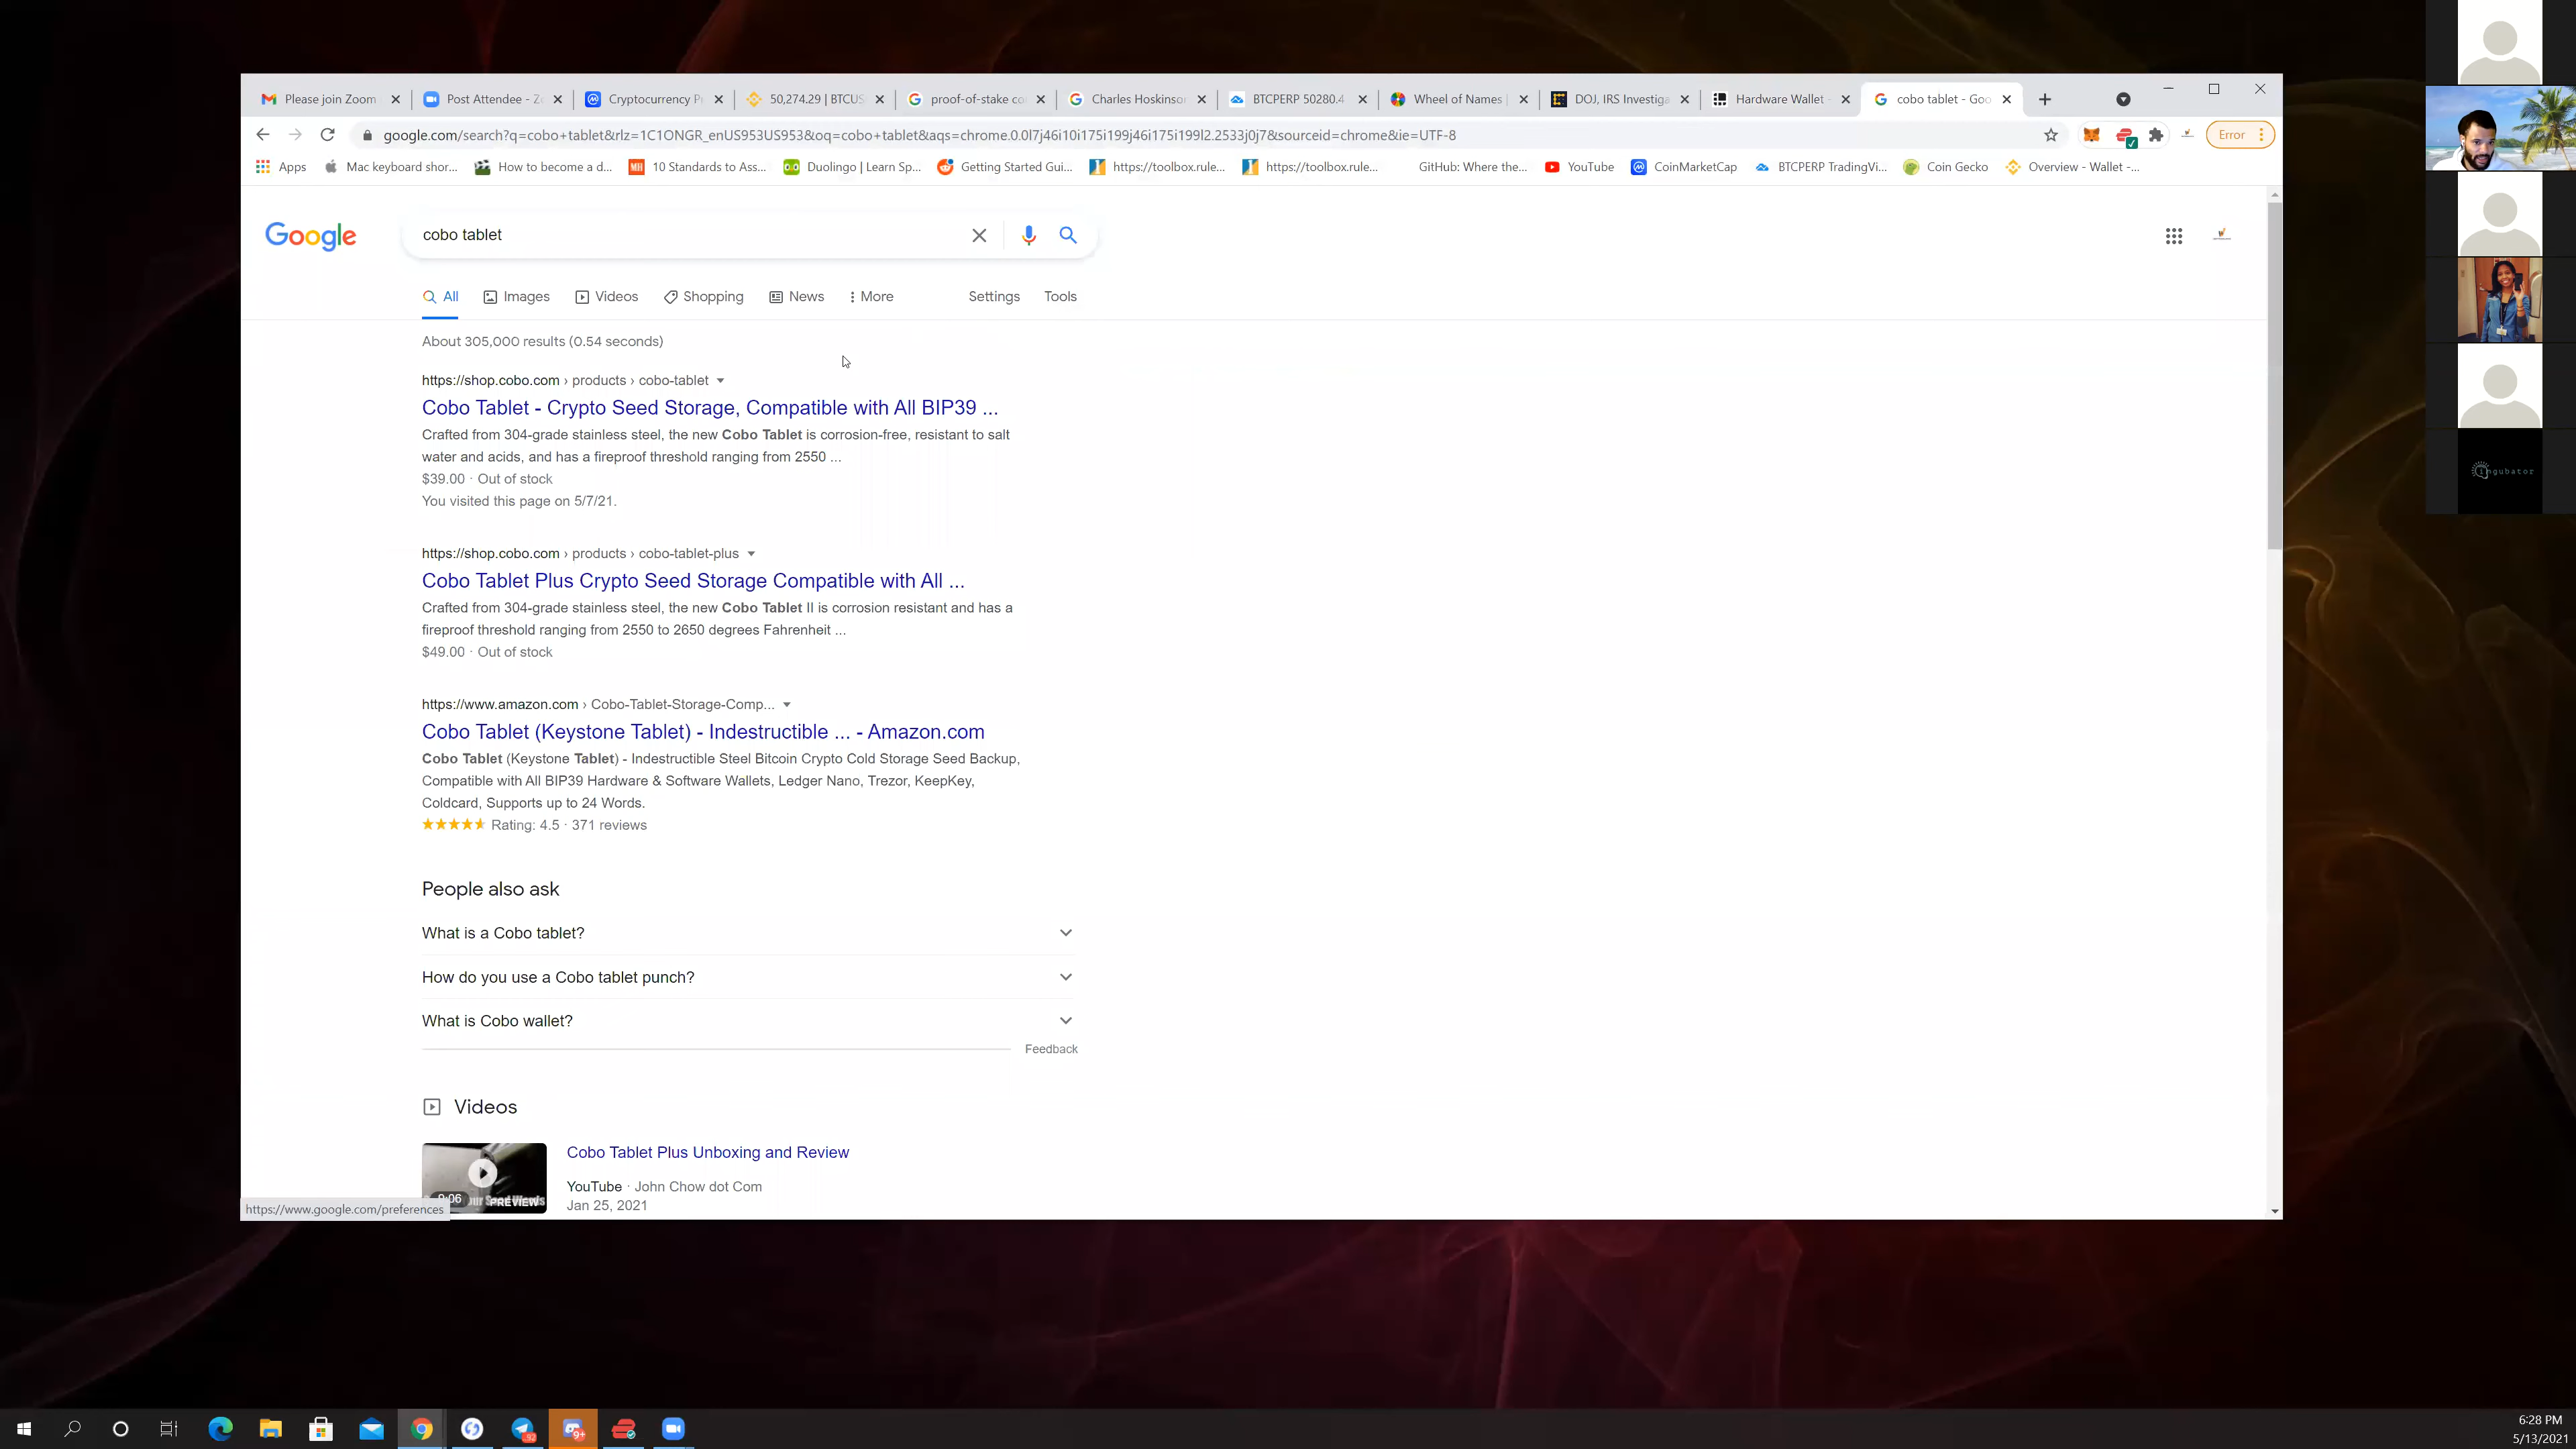 Please join Zoom
Post Attendee - Zo
Cryptocurrency Pr
50,274.29 | BTCUS
proof-of-stake co
Charles Hoskinson
BTCPERP 50280.4
Wheel of Names |
DOJ, IRS Investiga
Hardware Wallet -
cobo tablet - Goo
google.com/search?q=cobo+tablet&rlz=1C1ONGR_enUS953US953&oq=cobo+tablet&aqs=chrome.0.0l7j46i10i175i199j46i175i199l2.2533j0j7&sourceid=chrome&ie=UTF-8
Error
Apps
Mac keyboard shor...
How to become a d...
10 Standards to Ass...
Duolingo | Learn Sp...
Getting Started Gui...
https://toolbox.rule...
https://toolbox.rule...
GitHub: Where the...
YouTube
CoinMarketCap
BTCPERP TradingVi...
Coin Gecko
Overview - Wallet -...
Google
cobo tablet
All
Images
Videos
Shopping
News
More
Settings
Tools
About 305,000 results (0.54 seconds)
https://shop.cobo.com › products › cobo-tablet
Cobo Tablet - Crypto Seed Storage, Compatible with All BIP39 ...
Crafted from 304-grade stainless steel, the new Cobo Tablet is corrosion-free, resistant to salt
water and acids, and has a fireproof threshold ranging from 2550 ...
$39.00 · Out of stock
You visited this page on 5/7/21.
https://shop.cobo.com › products › cobo-tablet-plus
Cobo Tablet Plus Crypto Seed Storage Compatible with All ...
Crafted from 304-grade stainless steel, the new Cobo Tablet II is corrosion resistant and has a
fireproof threshold ranging from 2550 to 2650 degrees Fahrenheit ...
$49.00 · Out of stock
https://www.amazon.com › Cobo-Tablet-Storage-Comp...
Cobo Tablet (Keystone Tablet) - Indestructible ... - Amazon.com
Cobo Tablet (Keystone Tablet) - Indestructible Steel Bitcoin Crypto Cold Storage Seed Backup,
Compatible with All BIP39 Hardware & Software Wallets, Ledger Nano, Trezor, KeepKey,
Coldcard, Supports up to 24 Words.
Rating: 4.5 · 371 reviews
People also ask
What is a Cobo tablet?
How do you use a Cobo tablet punch?
What is Cobo wallet?
Feedback
Videos
Cobo Tablet Plus Unboxing and Review
YouTube · John Chow dot Com
Jan 25, 2021
9:06
PREVIEW
https://www.google.com/preferences
ingubator
92
9+
6:28 PM
5/13/2021